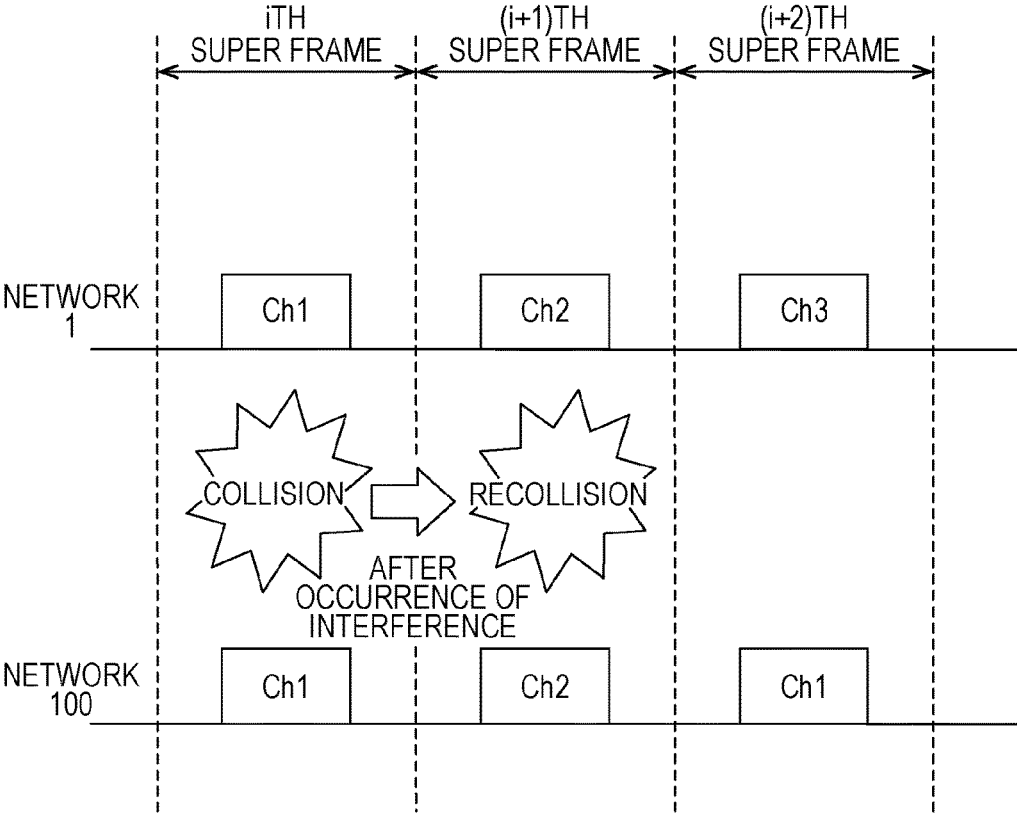 iTH
SUPER FRAME
(i+1)TH
SUPER FRAME
(i+2)TH
SUPER FRAME
NETWORK
1
Ch1
Ch2
Ch3
COLLISION
RECOLLISION
AFTER
OCCURRENCE OF
INTERFERENCE
NETWORK
100
Ch1
Ch2
Ch1